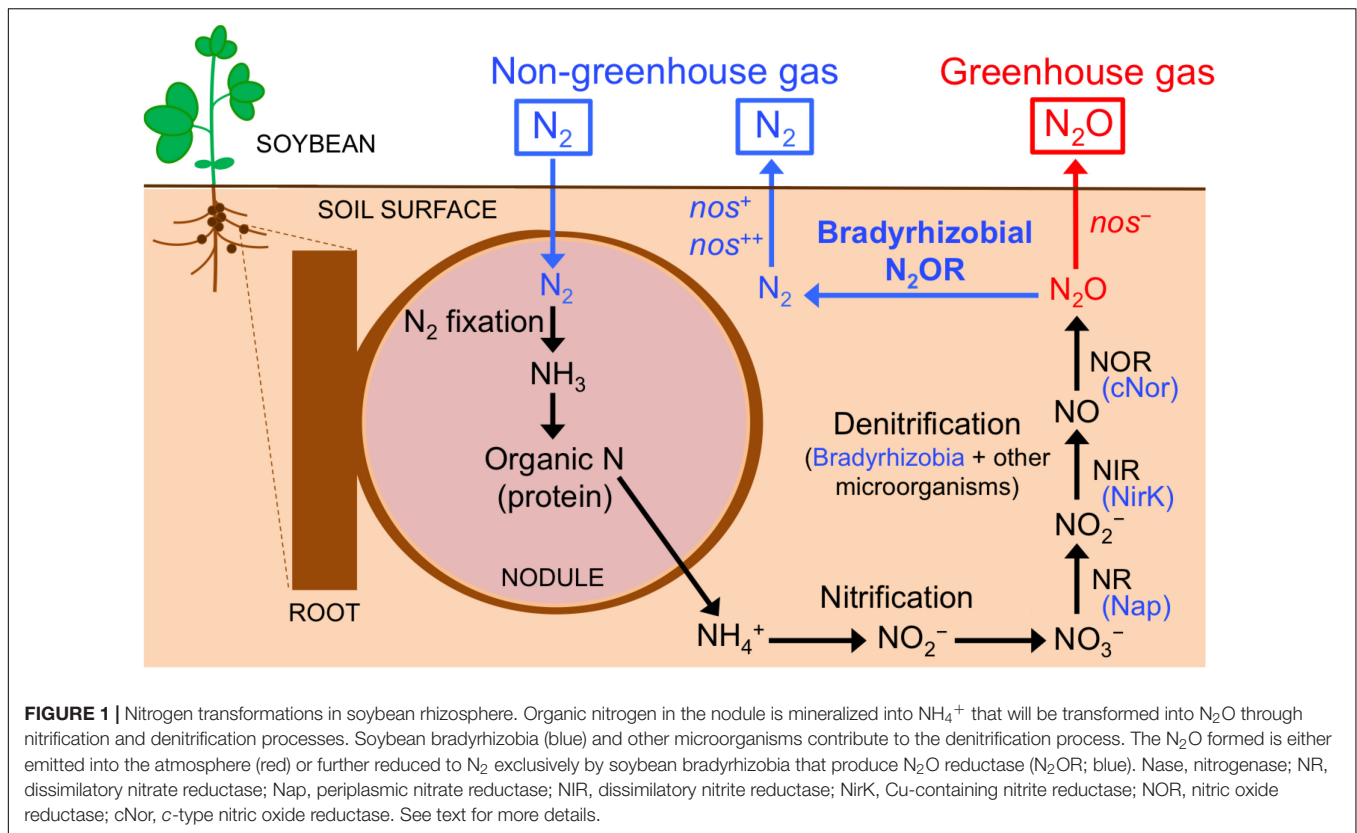 Non-greenhouse gas
Greenhouse gas
N₂
N₂
N₂O
SOYBEAN
SOIL SURFACE
nos⁺
nos⁺⁺
Bradyrhizobial
N₂OR
nos⁻
N₂
N₂
N₂O
N₂ fixation
NH₃
Organic N
(protein)
NODULE
ROOT
NOR
(cNor)
NO
Denitrification
(Bradyrhizobia + other
microorganisms)
NIR
(NirK)
NO₂⁻
NR
(Nap)
Nitrification
NH₄⁺
NO₂⁻
NO₃⁻
FIGURE 1 | Nitrogen transformations in soybean rhizosphere. Organic nitrogen in the nodule is mineralized into NH₄⁺ that will be transformed into N₂O through
nitrification and denitrification processes. Soybean bradyrhizobia (blue) and other microorganisms contribute to the denitrification process. The N₂O formed is either
emitted into the atmosphere (red) or further reduced to N₂ exclusively by soybean bradyrhizobia that produce N₂O reductase (N₂OR; blue). Nase, nitrogenase; NR,
dissimilatory nitrate reductase; Nap, periplasmic nitrate reductase; NIR, dissimilatory nitrite reductase; NirK, Cu-containing nitrite reductase; NOR, nitric oxide
reductase; cNor, c-type nitric oxide reductase. See text for more details.